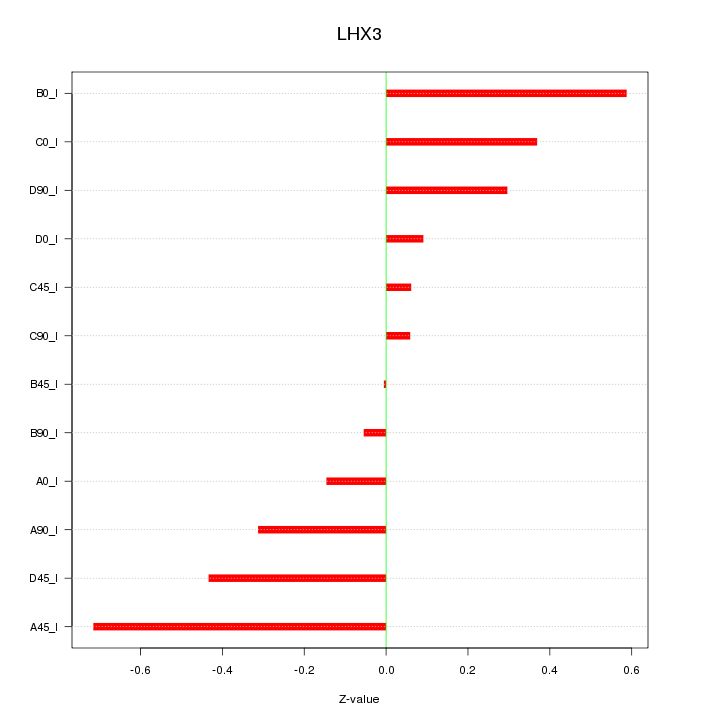 LHX3
B0_I
C0_I
D90_I
D0_I
C45_I
C90_I
B45_I
B90_I
A0_I
A90_I
D45_I
A45_I
-0.6 -0.4 -0.2 0.0 0.2 0.4 0.6
Z-value